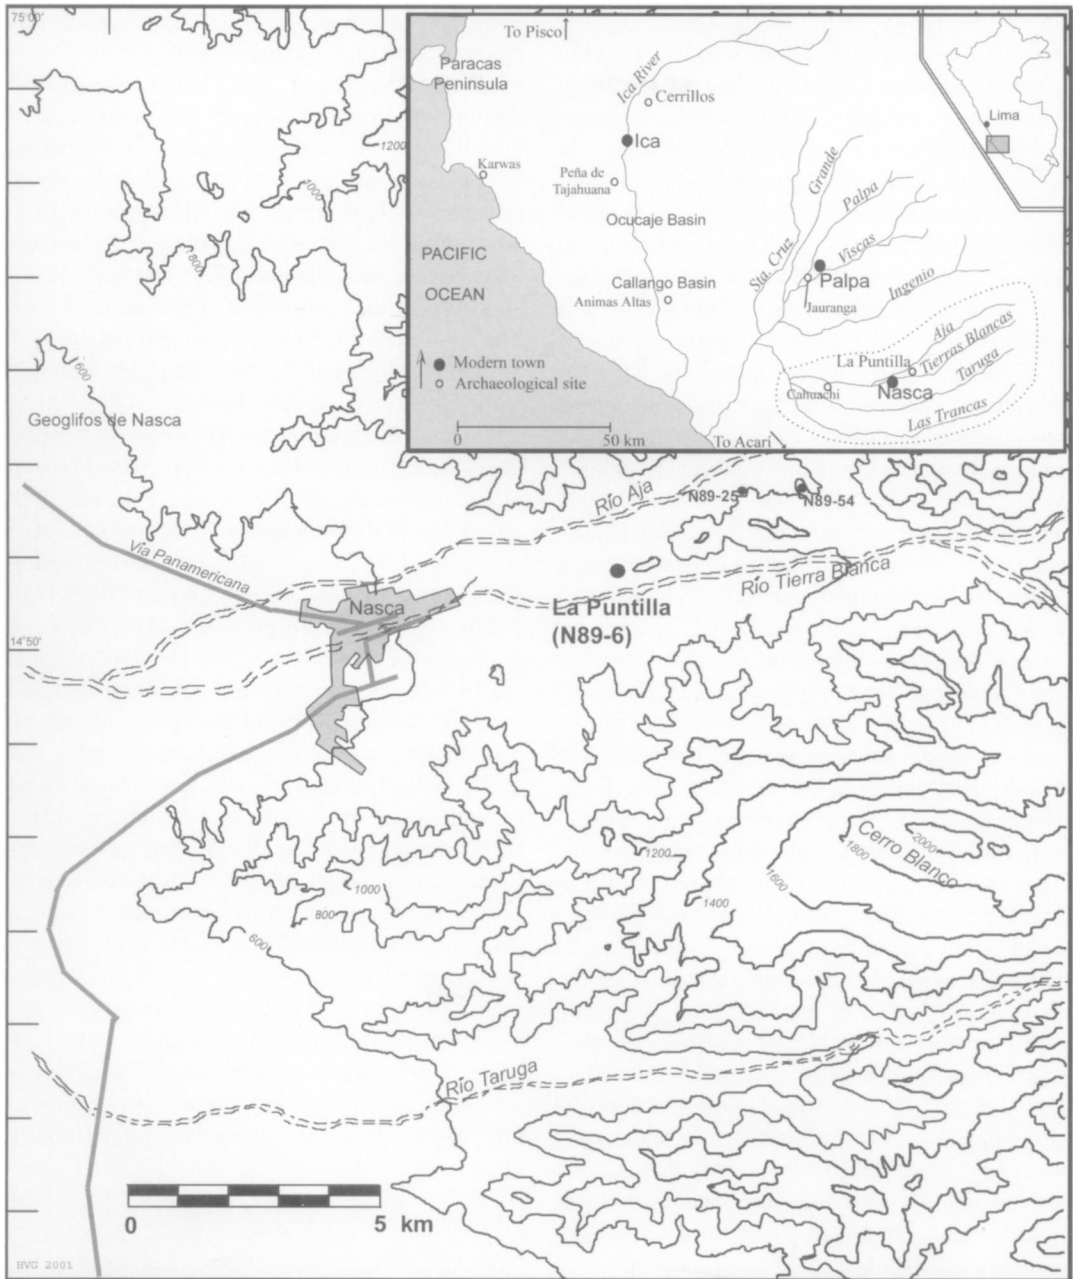 75°00'
To Pisco
Paracas
Peninsula
Ica River
Cerrillos
Lima
1200
Ica
Karwas
Peña de
Tajahuana
1000
Grande
Palpa
Ocucaje Basin
800
PACIFIC
OCEAN
Sta. Cruz
Viscas
Palpa
Ingenio
Callango Basin
Animas Altas
Jauranga
Aja
Tierras Blancas
La Puntilla
Taruga
Modern town
Archaeological site
Cahuachi
Nasca
Las Trancas
600
0
50 km
To Acarí
Geoglifos de Nasca
Río Aja
N89-25
N89-54
Via Panamericana
Río Tierra Blanca
Nasca
La Puntilla
(N89-6)
14°50'
Cerro Blanco
2000
1800
1200
1600
1000
1400
800
600
Río Taruga
0
5 km
HVG 2001